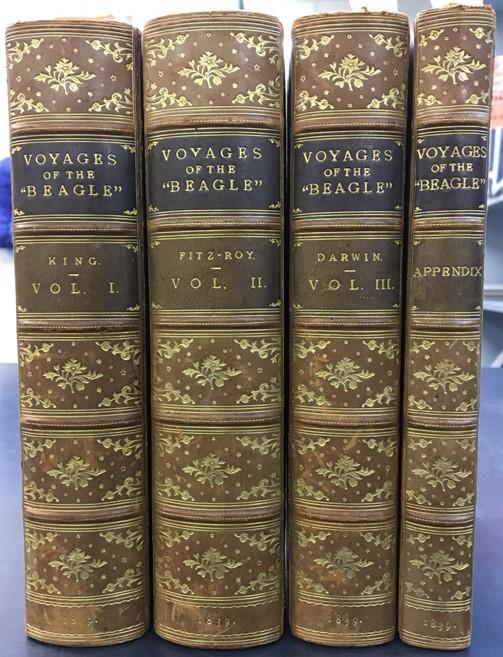 VOYAGES
OF THE
"BEAGLE"
KING.
VOL. I.
1839.
VOYAGES
OF THE
"BEAGLE"
FITZ-ROY.
VOL. II.
1839.
VOYAGES
OF THE
"BEAGLE"
DARWIN.
VOL. III.
1839.
VOYAGES
OF THE
"BEAGLE"
APPENDIX
1839.